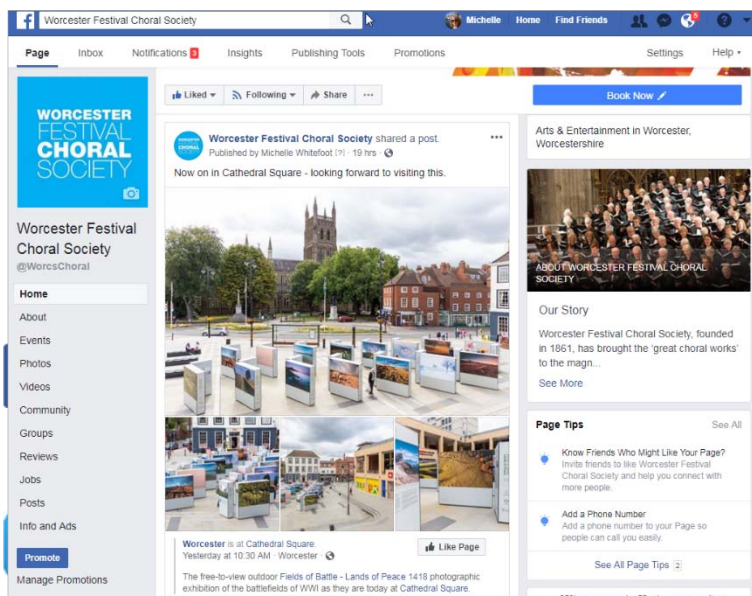 Worcester Festival Choral Society
Michelle Home Find Friends 5
Page Inbox Notifications 3 Insights Publishing Tools Promotions Settings Help
WORCESTER
FESTIVAL
CHORAL
SOCIETY
Worcester Festival
Choral Society
@WorcsChoral
Home
About
Events
Photos
Videos
Community
Groups
Reviews
Jobs
Posts
Info and Ads
Promote
Manage Promotions
Liked Following Share ...
Worcester Festival Choral Society shared a post.
Published by Michelle Whitefoot [?] · 19 hrs ·
Now on in Cathedral Square - looking forward to visiting this.
Worcester is at Cathedral Square.
Yesterday at 10:30 AM · Worcester ·
Like Page
The free-to-view outdoor Fields of Battle - Lands of Peace 1418 photographic
exhibition of the battlefields of WWI as they are today at Cathedral Square.
Book Now
Arts & Entertainment in Worcester,
Worcestershire
ABOUT WORCESTER FESTIVAL CHORAL
SOCIETY
Our Story
Worcester Festival Choral Society, founded
in 1861, has brought the 'great choral works'
to the magn...
See More
Page Tips See All
Know Friends Who Might Like Your Page?
Invite friends to like Worcester Festival
Choral Society and help you connect with
more people.
Add a Phone Number
Add a phone number to your Page so
people can call you easily.
See All Page Tips 2